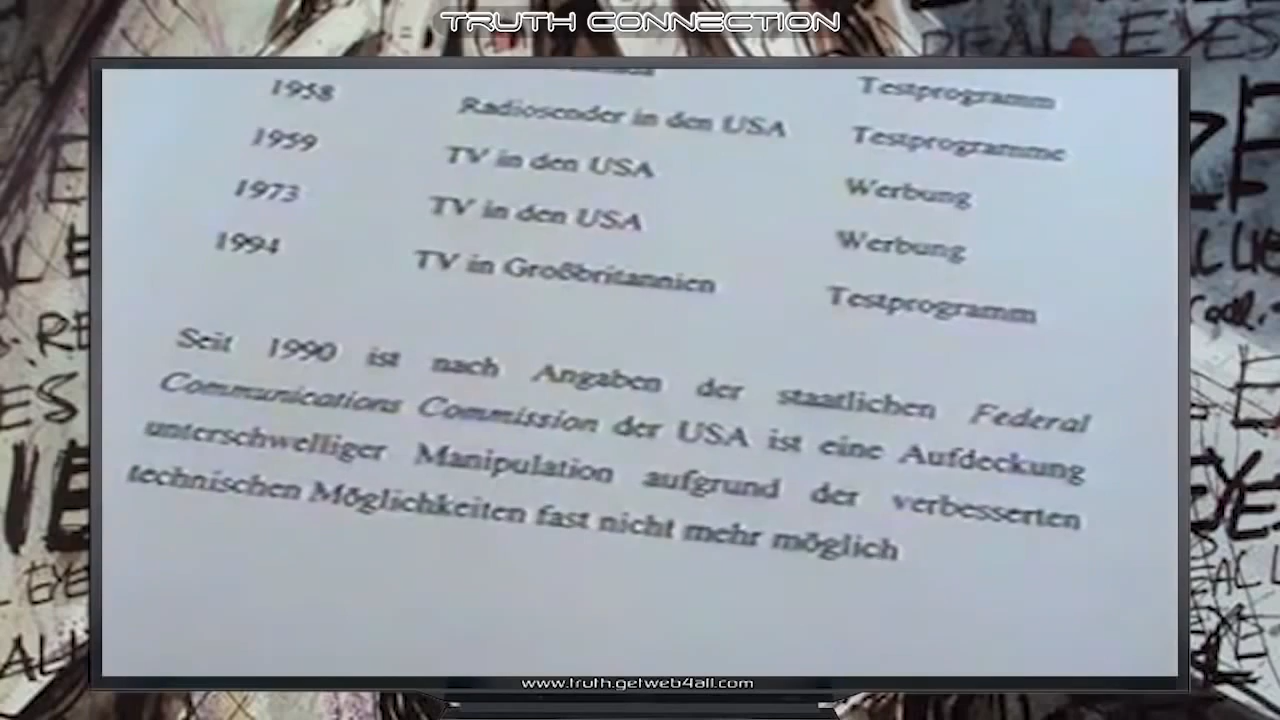 TRUTH CONNECTION
Testprogramm
1958 Radiosender in den USA Testprogramme
1959 TV in den USA Werbung
1973 TV in den USA Werbung
1994 TV in Großbritannien Testprogramm
Seit 1990 ist nach Angaben der staatlichen Federal
Communications Commission der USA ist eine Aufdeckung
unterschwelliger Manipulation aufgrund der verbesserten
technischen Möglichkeiten fast nicht mehr möglich
www.truth.getweb4all.com
REAL EYES